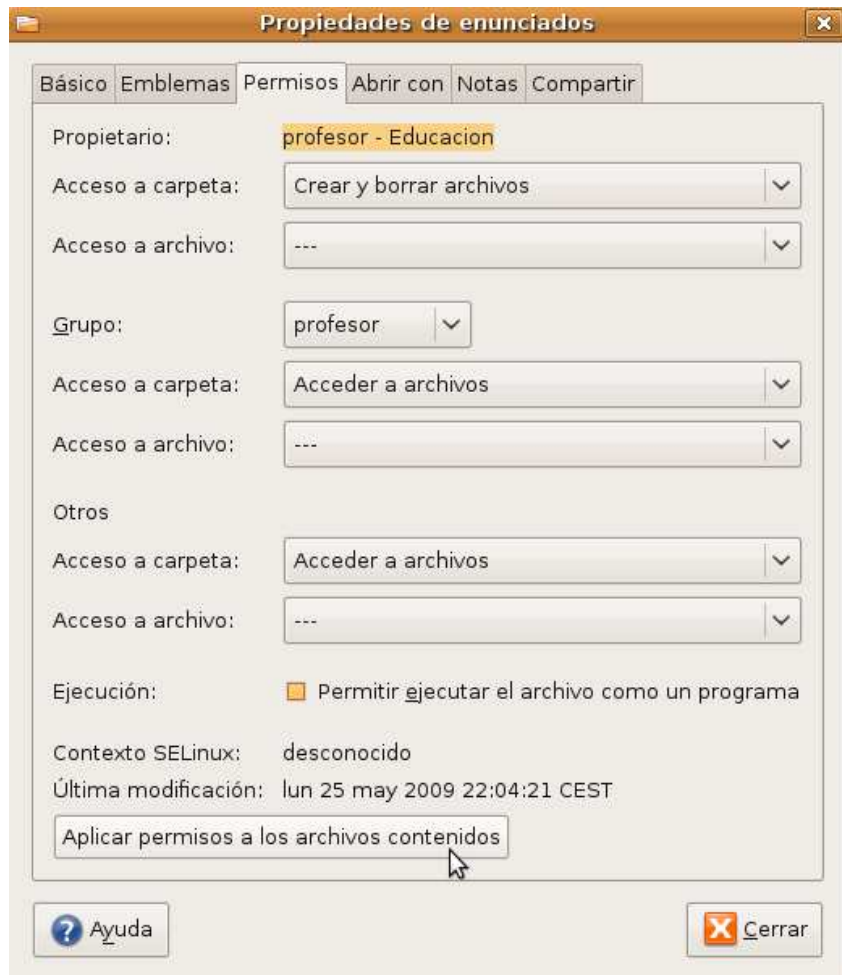 Propiedades de enunciados
Básico Emblemas Permisos Abrir con Notas Compartir
Propietario: profesor - Educacion
Acceso a carpeta: Crear y borrar archivos
Acceso a archivo: ---
Grupo: profesor
Acceso a carpeta: Acceder a archivos
Acceso a archivo: ---
Otros
Acceso a carpeta: Acceder a archivos
Acceso a archivo: ---
Ejecución: Permitir ejecutar el archivo como un programa
Contexto SELinux: desconocido
Última modificación: lun 25 may 2009 22:04:21 CEST
Aplicar permisos a los archivos contenidos
Ayuda Cerrar